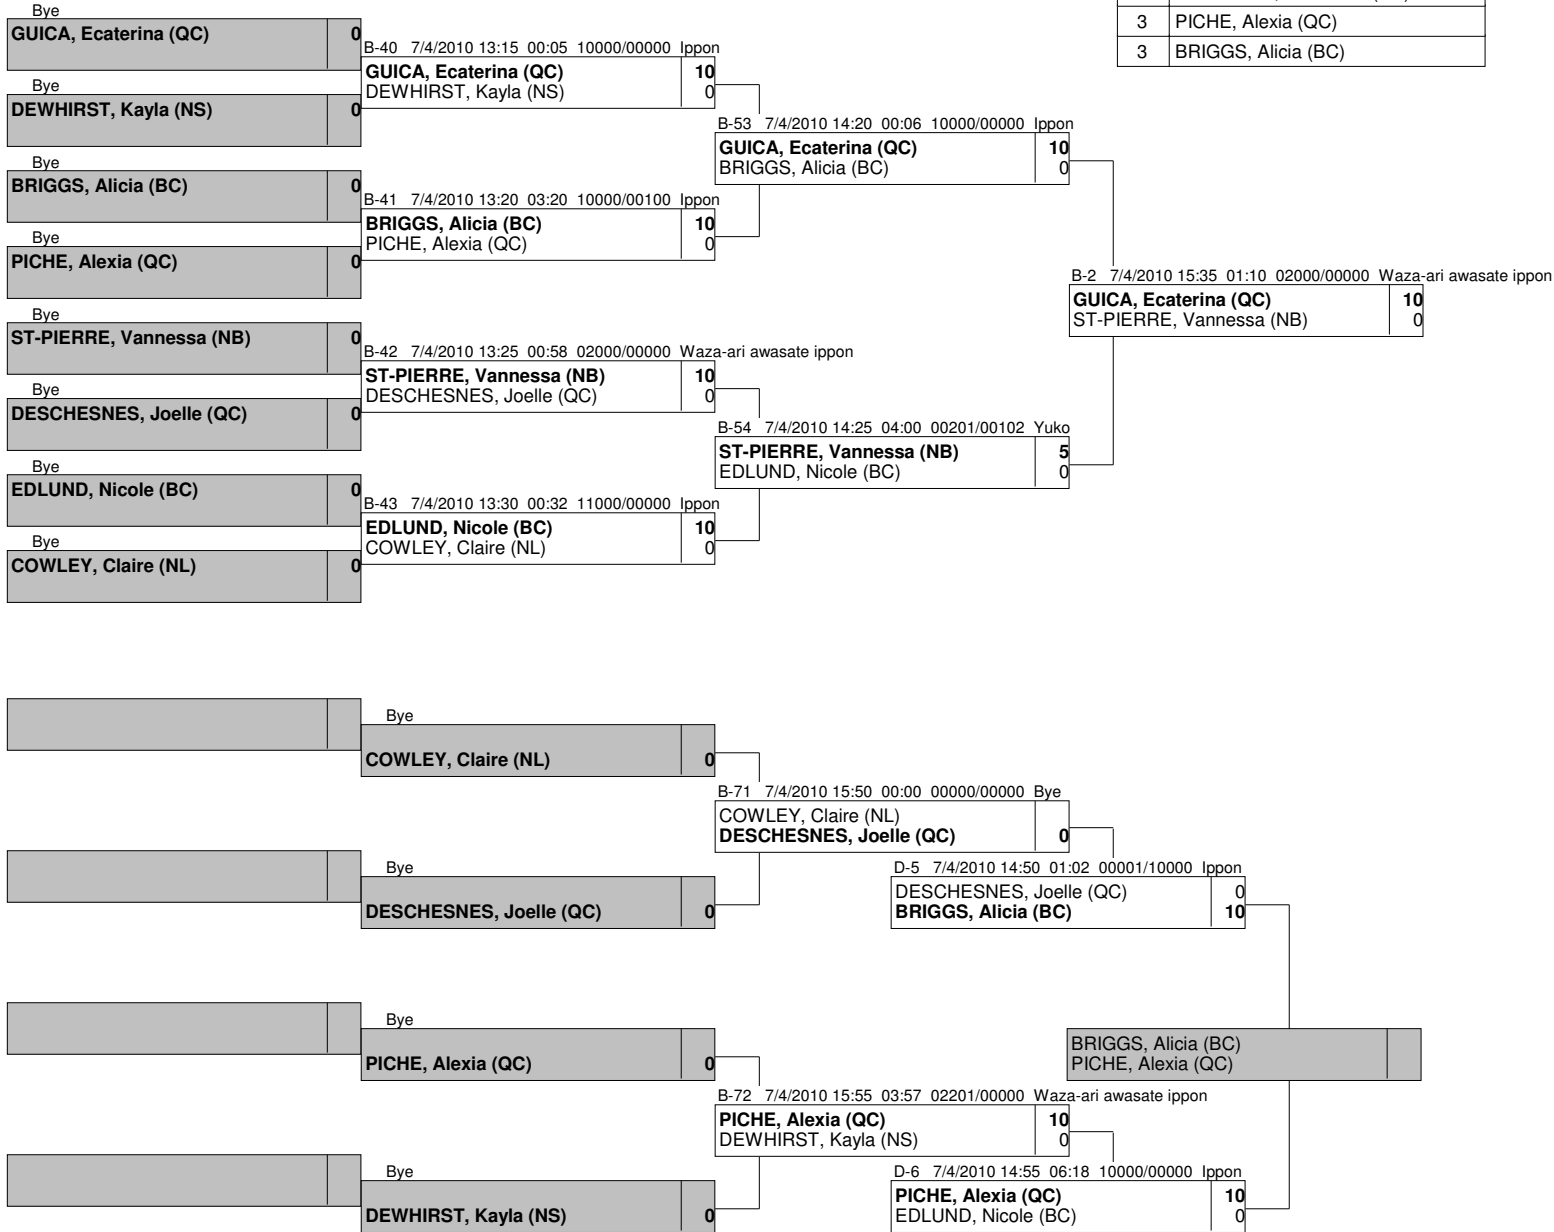 3 PICHE, Alexia (QC)
3 BRIGGS, Alicia (BC)
Bye
GUICA, Ecaterina (QC) 0
Bye
DEWHIRST, Kayla (NS) 0
Bye
BRIGGS, Alicia (BC) 0
Bye
PICHE, Alexia (QC) 0
Bye
ST-PIERRE, Vannessa (NB) 0
Bye
DESCHESNES, Joelle (QC) 0
Bye
EDLUND, Nicole (BC) 0
Bye
COWLEY, Claire (NL) 0
B-40 7/4/2010 13:15 00:05 10000/00000 Ippon
GUICA, Ecaterina (QC) 10
DEWHIRST, Kayla (NS) 0
B-41 7/4/2010 13:20 03:20 10000/00100 Ippon
BRIGGS, Alicia (BC) 10
PICHE, Alexia (QC) 0
B-42 7/4/2010 13:25 00:58 02000/00000 Waza-ari awasate ippon
ST-PIERRE, Vannessa (NB) 10
DESCHESNES, Joelle (QC) 0
B-43 7/4/2010 13:30 00:32 11000/00000 Ippon
EDLUND, Nicole (BC) 10
COWLEY, Claire (NL) 0
B-53 7/4/2010 14:20 00:06 10000/00000 Ippon
GUICA, Ecaterina (QC) 10
BRIGGS, Alicia (BC) 0
B-54 7/4/2010 14:25 04:00 00201/00102 Yuko
ST-PIERRE, Vannessa (NB) 5
EDLUND, Nicole (BC) 0
B-2 7/4/2010 15:35 01:10 02000/00000 Waza-ari awasate ippon
GUICA, Ecaterina (QC) 10
ST-PIERRE, Vannessa (NB) 0
Bye
COWLEY, Claire (NL) 0
Bye
DESCHESNES, Joelle (QC) 0
Bye
PICHE, Alexia (QC) 0
Bye
DEWHIRST, Kayla (NS) 0
B-71 7/4/2010 15:50 00:00 00000/00000 Bye
COWLEY, Claire (NL)
DESCHESNES, Joelle (QC) 0
B-72 7/4/2010 15:55 03:57 02201/00000 Waza-ari awasate ippon
PICHE, Alexia (QC) 10
DEWHIRST, Kayla (NS) 0
D-5 7/4/2010 14:50 01:02 00001/10000 Ippon
DESCHESNES, Joelle (QC) 0
BRIGGS, Alicia (BC) 10
D-6 7/4/2010 14:55 06:18 10000/00000 Ippon
PICHE, Alexia (QC) 10
EDLUND, Nicole (BC) 0
BRIGGS, Alicia (BC)
PICHE, Alexia (QC)